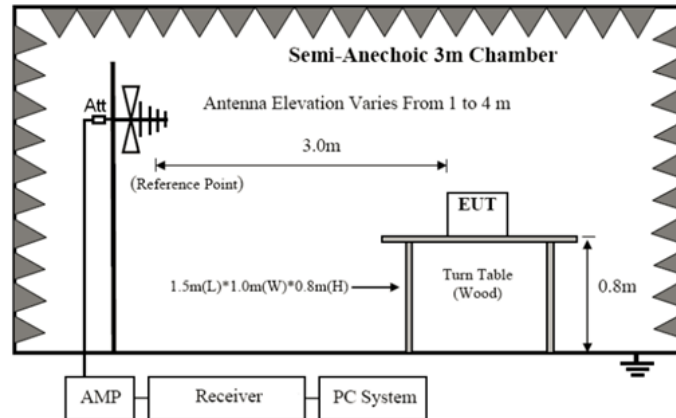 Semi-Anechoic 3m Chamber
Att
Antenna Elevation Varies From 1 to 4 m
3.0m
(Reference Point)
EUT
1.5m(L)*1.0m(W)*0.8m(H)
Turn Table
(Wood)
0.8m
AMP
Receiver
PC System